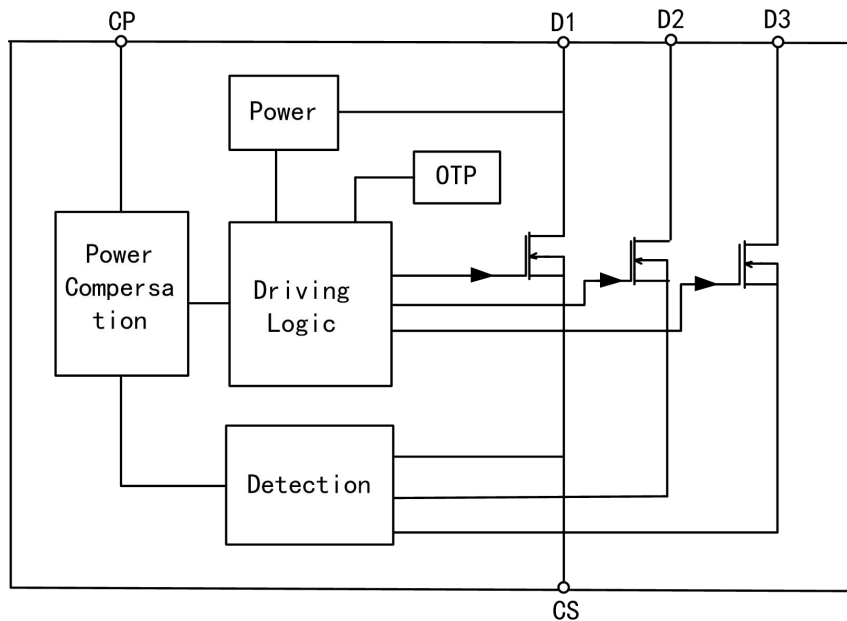 CP
D1
D2
D3
Power
OTP
Power
Compersa
tion
Driving
Logic
Detection
CS